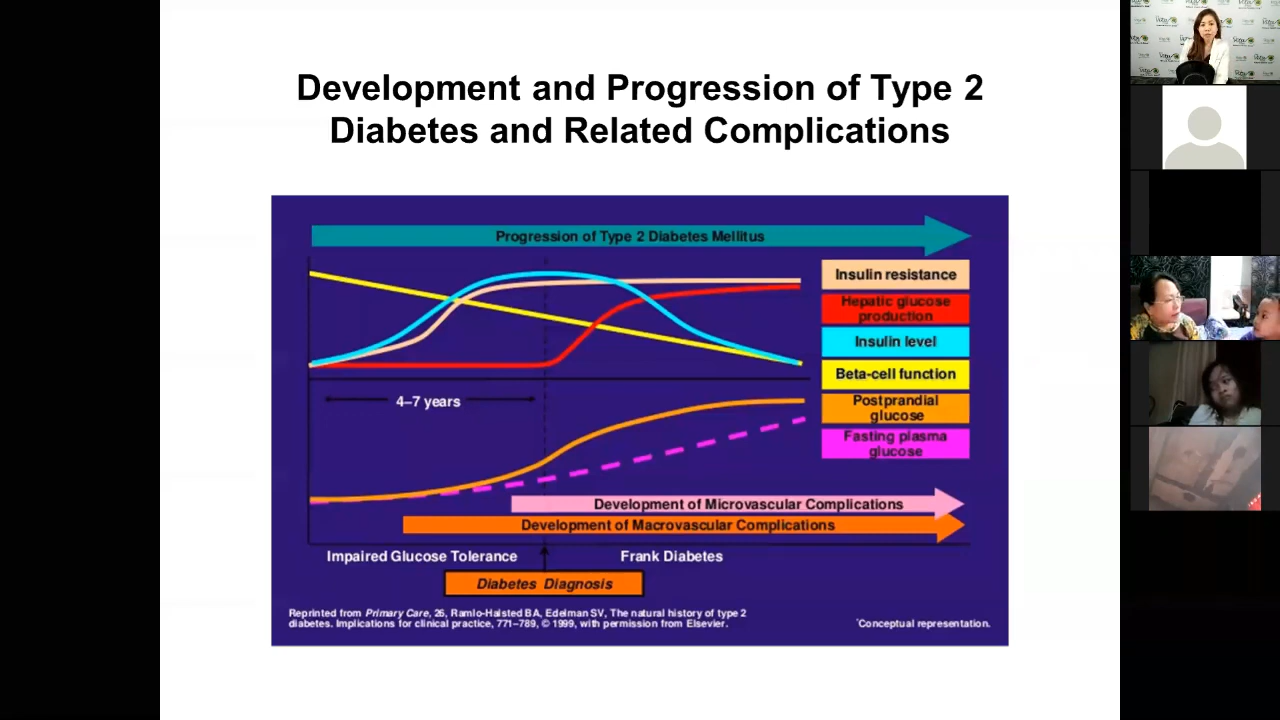 Development and Progression of Type 2
Diabetes and Related Complications
Progression of Type 2 Diabetes Mellitus
Insulin resistance
Hepatic glucose
production
Insulin level
Beta-cell function
Postprandial
glucose
Fasting plasma
glucose
4–7 years
Development of Microvascular Complications
Development of Macrovascular Complications
Impaired Glucose Tolerance
Frank Diabetes
Diabetes Diagnosis
Reprinted from Primary Care, 26, Ramlo-Halsted BA, Edelman SV, The natural history of type 2
diabetes. Implications for clinical practice, 771–789, © 1999, with permission from Elsevier.
*Conceptual representation.